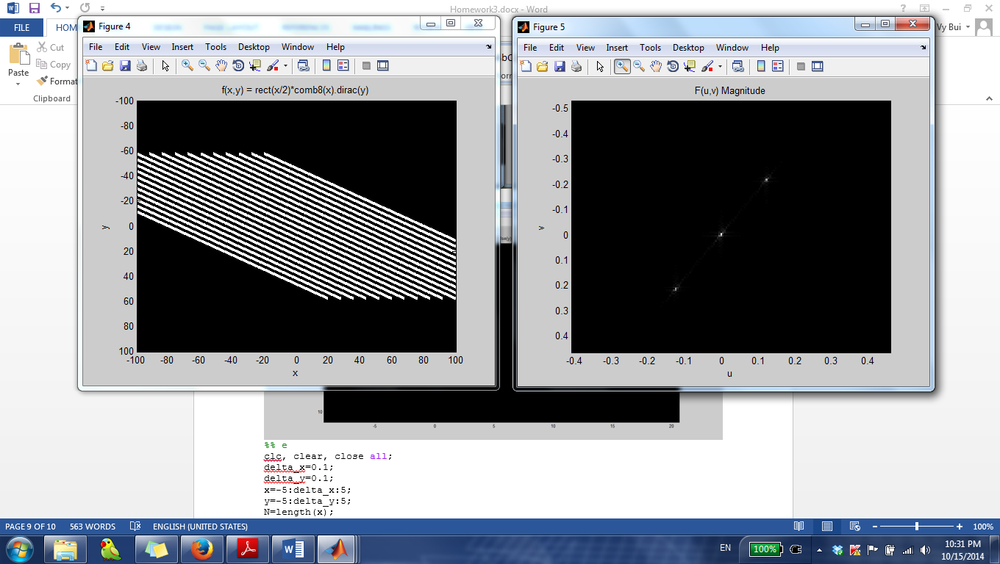 Homework3.docx - Word
FILE
HOM
Vy Bui
Paste
Cut
Copy
Format
Clipboard
Figure 4
File Edit View Insert Tools Desktop Window Help
f(x,y) = rect(x/2)*comb8(x).dirac(y)
-100
-80
-60
-40
-20
0
20
40
60
80
100
y
-100 -80 -60 -40 -20 0 20 40 60 80 100
x
Figure 5
File Edit View Insert Tools Desktop Window Help
F(u,v) Magnitude
-0.5
-0.4
-0.3
-0.2
-0.1
0
0.1
0.2
0.3
0.4
v
-0.4 -0.3 -0.2 -0.1 0 0.1 0.2 0.3 0.4
u
10
-5 0 5 10 15 20
%% e
clc, clear, close all;
delta_x=0.1;
delta_y=0.1;
x=-5:delta_x:5;
y=-5:delta_y:5;
N=length(x);
PAGE 9 OF 10 563 WORDS ENGLISH (UNITED STATES) 100%
EN 100% 10:31 PM
10/15/2014